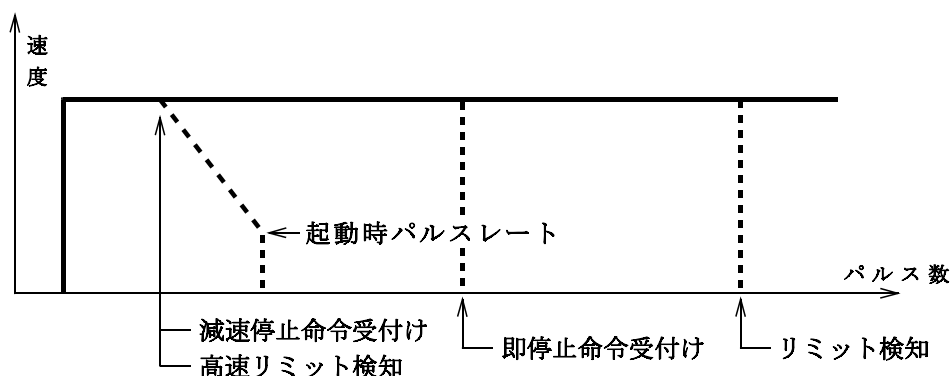 速度
起動時パルスレート
パルス数
減速停止命令受付け
高速リミット検知
即停止命令受付け
リミット検知